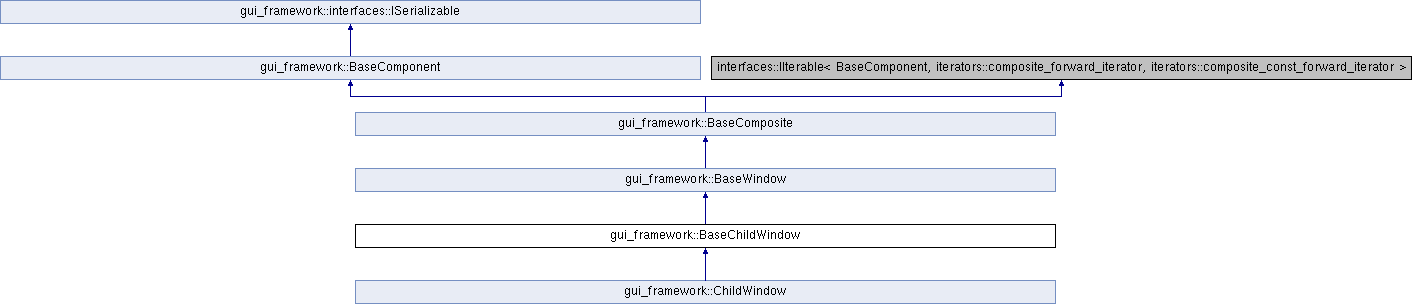 gui_framework::interfaces::ISerializable
gui_framework::BaseComponent
interfaces::IIterable< BaseComponent, iterators::composite_forward_iterator, iterators::composite_const_forward_iterator >
gui_framework::BaseComposite
gui_framework::BaseWindow
gui_framework::BaseChildWindow
gui_framework::ChildWindow